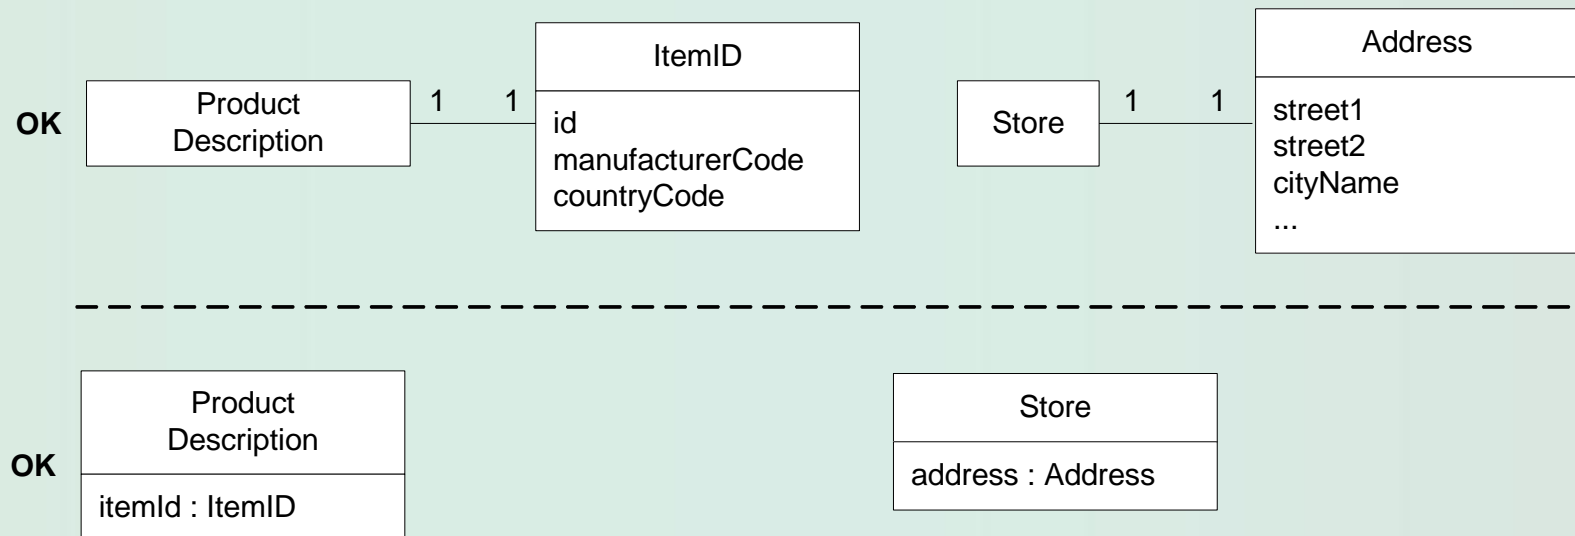 OK
Product
Description
1 1
ItemID
id
manufacturerCode
countryCode
Store
1 1
Address
street1
street2
cityName
...
OK
Product
Description
itemId : ItemID
Store
address : Address